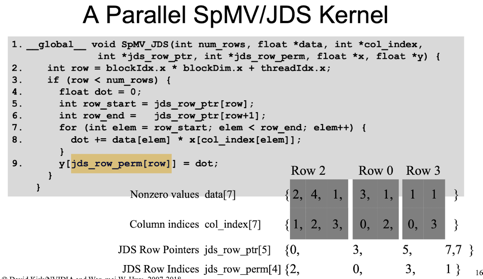 A Parallel SpMV/JDS Kernel
1. __global__ void SpMV_JDS(int num_rows, float *data, int *col_index,
int *jds_row_ptr, int *jds_row_perm, float *x, float *y) {
2. int row = blockIdx.x * blockDim.x + threadIdx.x;
3. if (row < num_rows) {
4. float dot = 0;
5. int row_start = jds_row_ptr[row];
6. int row_end = jds_row_ptr[row+1];
7. for (int elem = row_start; elem < row_end; elem++) {
8. dot += data[elem] * x[col_index[elem]];
}
9. y[jds_row_perm[row]] = dot;
}
}
Row 2 Row 0 Row 3
Nonzero values data[7] {2, 4, 1, 3, 1, 1 1 }
Column indices col_index[7] {1, 2, 3, 0, 2, 0, 3 }
JDS Row Pointers jds_row_ptr[5] {0, 3, 5, 7,7 }
JDS Row Indices jds_row_perm[4] {2, 0, 3, 1 }
16